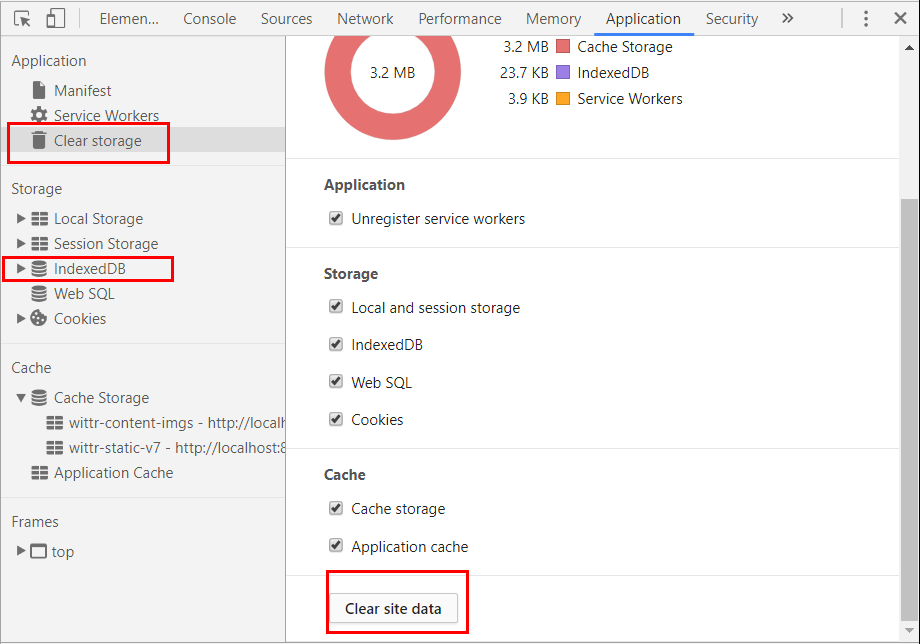 Elemen... Console Sources Network Performance Memory Application Security »
Application
Manifest
Service Workers
Clear storage
Storage
Local Storage
Session Storage
IndexedDB
Web SQL
Cookies
Cache
Cache Storage
wittr-content-imgs - http://localh
wittr-static-v7 - http://localhost:8
Application Cache
Frames
top
3.2 MB
3.2 MB Cache Storage
23.7 KB IndexedDB
3.9 KB Service Workers
Application
Unregister service workers
Storage
Local and session storage
IndexedDB
Web SQL
Cookies
Cache
Cache storage
Application cache
Clear site data